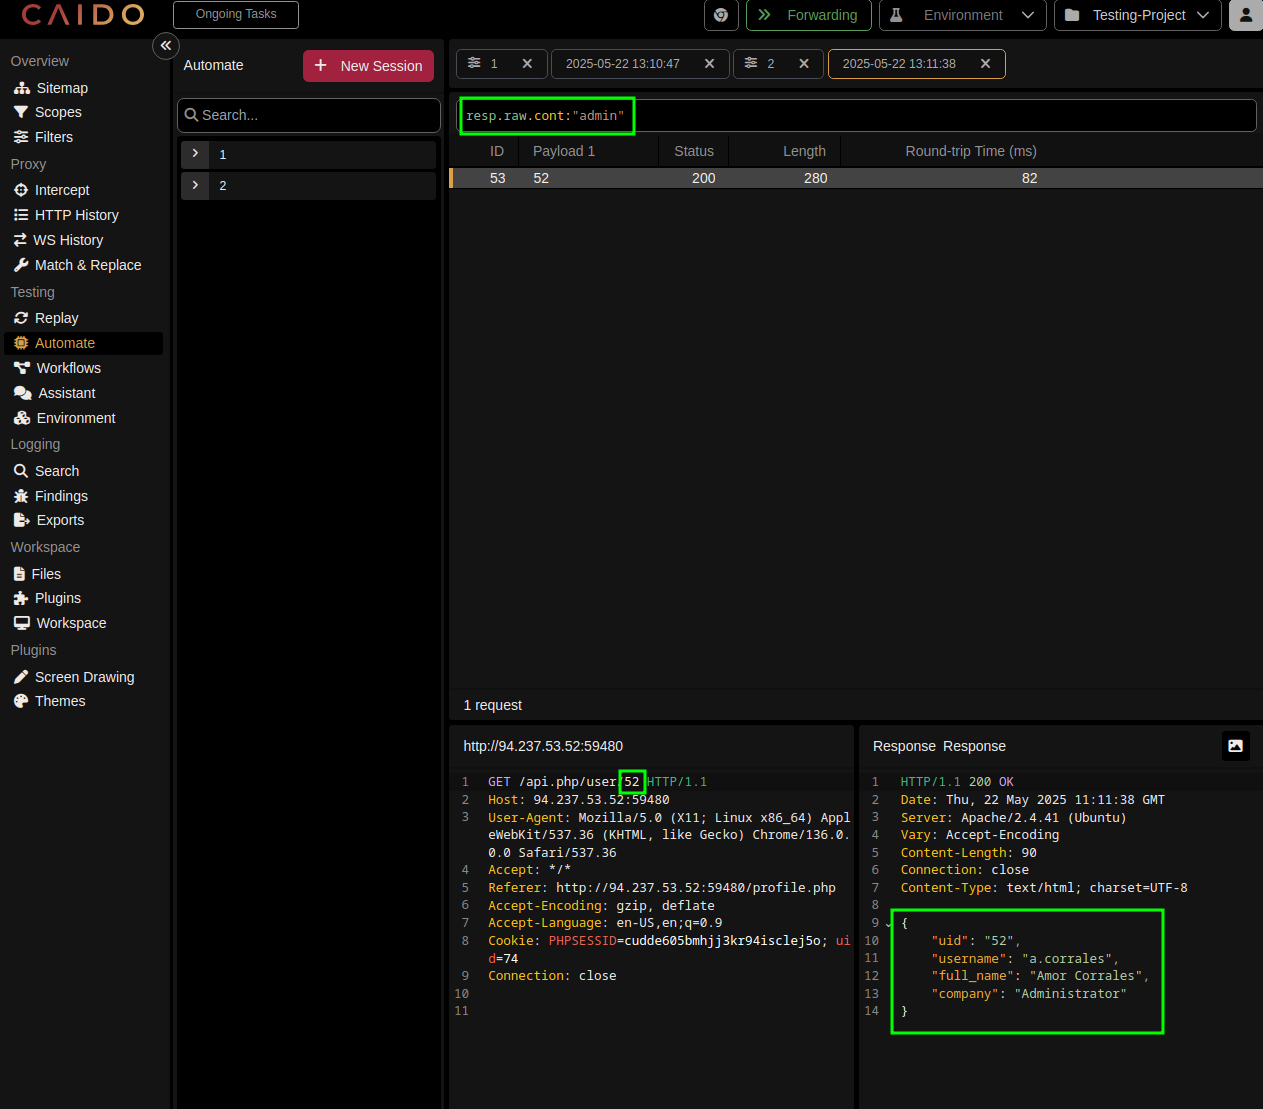 CAIDO
Ongoing Tasks
Forwarding
Environment
Testing-Project
Overview
Sitemap
Scopes
Filters
Proxy
Intercept
HTTP History
WS History
Match & Replace
Testing
Replay
Automate
Workflows
Assistant
Environment
Logging
Search
Findings
Exports
Workspace
Files
Plugins
Workspace
Plugins
Screen Drawing
Themes
Automate
+ New Session
Search...
1
2
1
2025-05-22 13:10:47
2
2025-05-22 13:11:38
resp.raw.cont:"admin"
ID Payload 1 Status Length Round-trip Time (ms)
53 52 200 280 82
1 request
http://94.237.53.52:59480
1 GET /api.php/user/52 HTTP/1.1
2 Host: 94.237.53.52:59480
3 User-Agent: Mozilla/5.0 (X11; Linux x86_64) Appl
eWebKit/537.36 (KHTML, like Gecko) Chrome/136.0.
0.0 Safari/537.36
4 Accept: */*
5 Referer: http://94.237.53.52:59480/profile.php
6 Accept-Encoding: gzip, deflate
7 Accept-Language: en-US,en;q=0.9
8 Cookie: PHPSESSID=cudde605bmhjj3kr94isclej5o; ui
d=74
9 Connection: close
10
11
Response Response
1 HTTP/1.1 200 OK
2 Date: Thu, 22 May 2025 11:11:38 GMT
3 Server: Apache/2.4.41 (Ubuntu)
4 Vary: Accept-Encoding
5 Content-Length: 90
6 Connection: close
7 Content-Type: text/html; charset=UTF-8
8
9 {
10 "uid": "52",
11 "username": "a.corrales",
12 "full_name": "Amor Corrales",
13 "company": "Administrator"
14 }